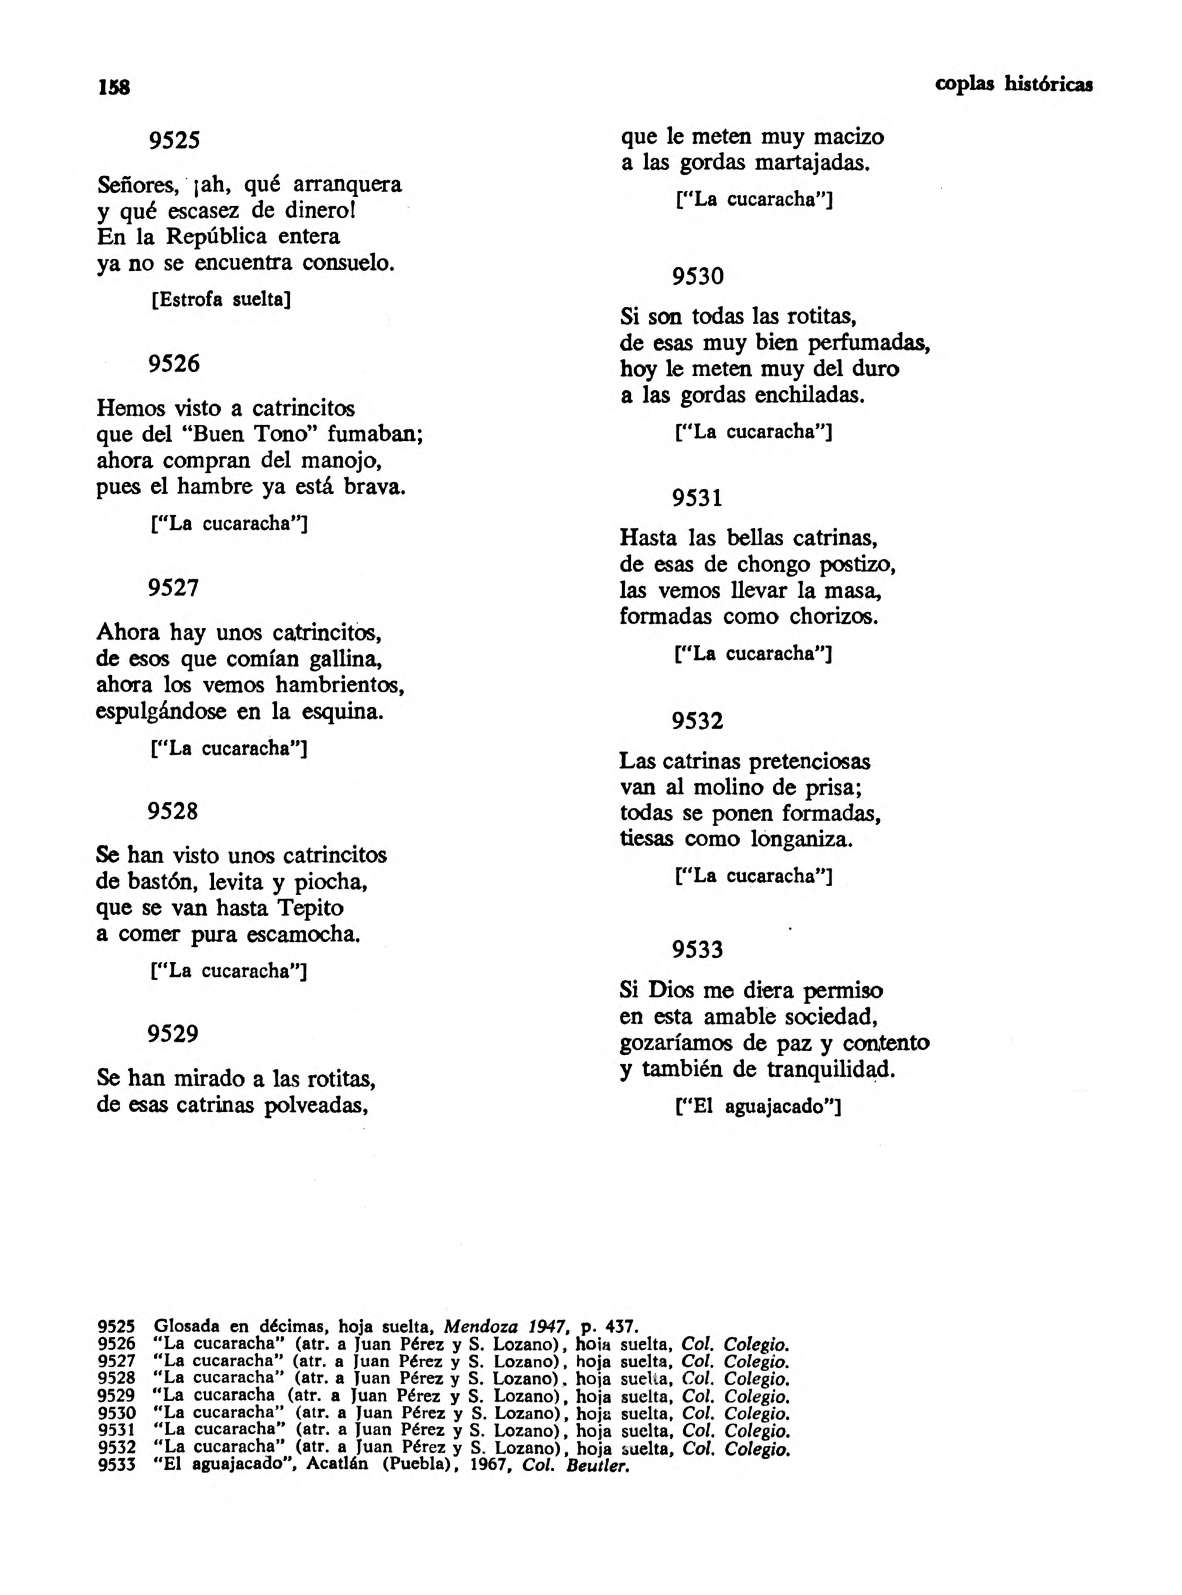 158
coplas históricas
9525
Señores, ¡ah, qué arranquera
y qué escasez de dinero!
En la República entera
ya no se encuentra consuelo.
[Estrofa suelta]
9526
Hemos visto a catrincitos
que del “Buen Tono” fumaban;
ahora compran del manojo,
pues el hambre ya está brava.
[“La cucaracha”]
9527
Ahora hay unos catrincitos,
de esos que comían gallina,
ahora los vemos hambrientos,
espulgándose en la esquina.
[“La cucaracha”]
9528
Se han visto unos catrincitos
de bastón, levita y piocha,
que se van hasta Tepito
a comer pura escamocha.
[“La cucaracha”]
9529
Se han mirado a las rotitas,
de esas catrinas polveadas,
que le meten muy macizo
a las gordas martajadas.
[“La cucaracha”]
9530
Si son todas las rotitas,
de esas muy bien perfumadas,
hoy le meten muy del duro
a las gordas enchiladas.
[“La cucaracha”]
9531
Hasta las bellas catrinas,
de esas de chongo postizo,
las vemos llevar la masa,
formadas como chorizos.
[“La cucaracha”]
9532
Las catrinas pretenciosas
van al molino de prisa;
todas se ponen formadas,
tiesas como longaniza.
[“La cucaracha”]
9533
Si Dios me diera permiso
en esta amable sociedad,
gozaríamos de paz y contento
y también de tranquilidad.
[“El aguajacado”]
9525 Glosada en décimas, hoja suelta, Mendoza 1947, p. 437.
9526 “La cucaracha” (atr. a Juan Pérez y S. Lozano), hoja suelta, Col. Colegio.
9527 “La cucaracha” (atr. a Juan Pérez y S. Lozano), hoja suelta, Col. Colegio.
9528 “La cucaracha” (atr. a Juan Pérez y S. Lozano), hoja suelta, Col. Colegio.
9529 “La cucaracha (atr. a Juan Pérez y S. Lozano), hoja suelta, Col. Colegio.
9530 “La cucaracha” (atr. a Juan Pérez y S. Lozano), hoja suelta, Col. Colegio.
9531 “La cucaracha” (atr. a Juan Pérez y S. Lozano), hoja suelta, Col. Colegio.
9532 “La cucaracha” (atr. a Juan Pérez y S. Lozano), hoja suelta, Col. Colegio.
9533 “El aguajacado”, Acatlán (Puebla), 1967, Col. Beutler.